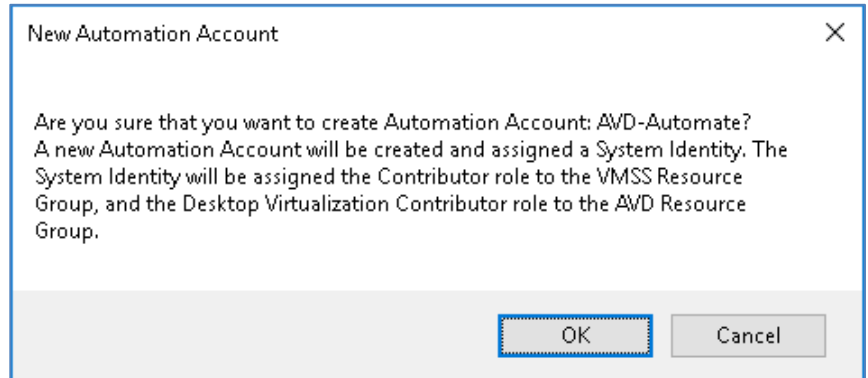 New Automation Account
Are you sure that you want to create Automation Account: AVD-Automate?
A new Automation Account will be created and assigned a System Identity. The
System Identity will be assigned the Contributor role to the VMSS Resource
Group, and the Desktop Virtualization Contributor role to the AVD Resource
Group.
OK
Cancel